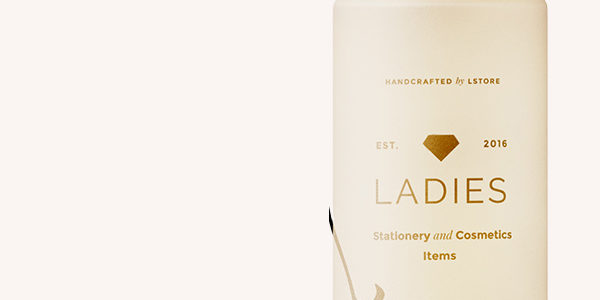 HANDCRAFTED by LSTORE
EST. 2016
LADIES
Stationery and Cosmetics
Items